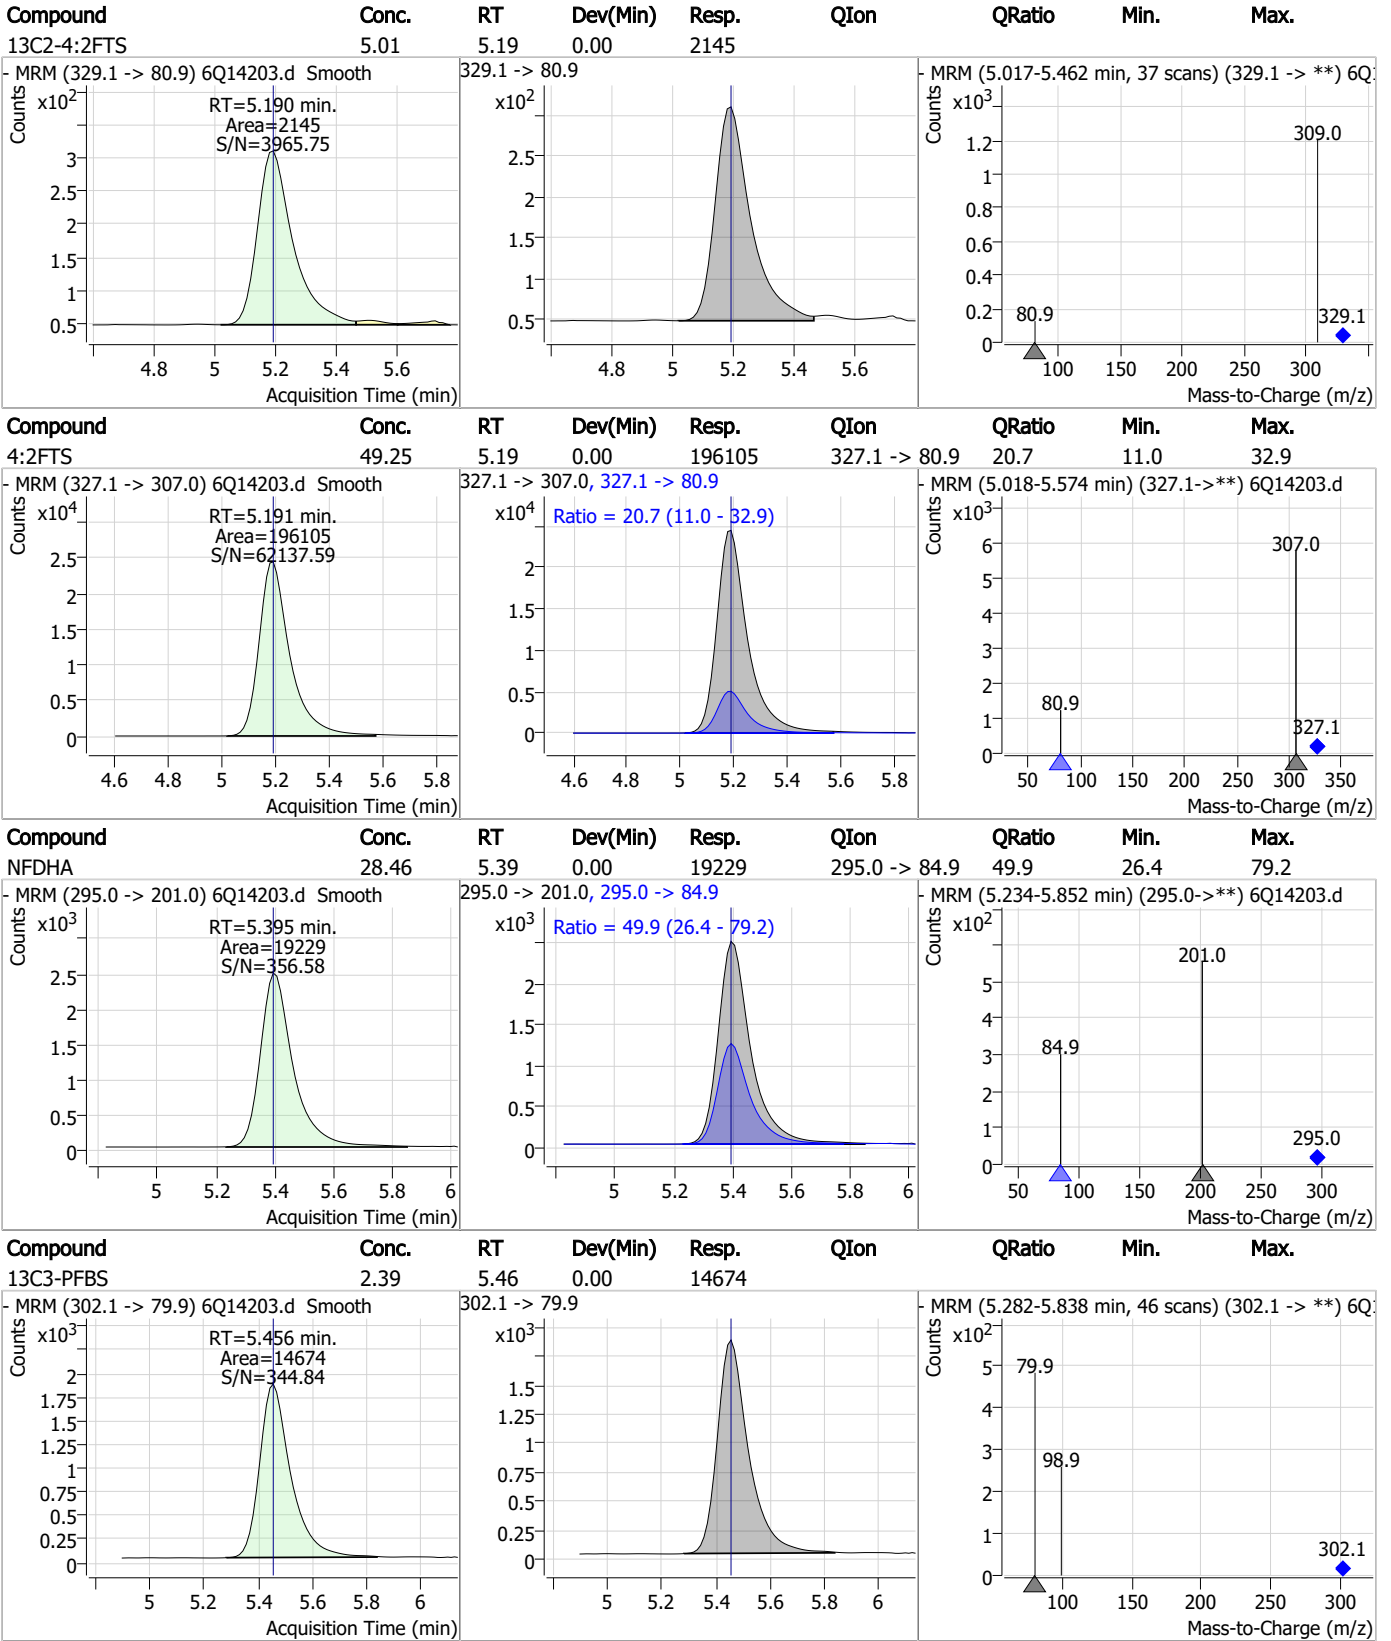 Compound Conc. RT Dev(Min) Resp. QIon QRatio Min. Max.
13C2-4:2FTS 5.01 5.19 0.00 2145
- MRM (329.1 -> 80.9) 6Q14203.d Smooth
329.1 -> 80.9
- MRM (5.017-5.462 min, 37 scans) (329.1 -> **) 6Q1
Counts
x10²
RT=5.190 min.
Area=2145
S/N=3965.75
3
2.5
2
1.5
1
0.5
4.8 5 5.2 5.4 5.6
Acquisition Time (min)
x10²
2.5
2
1.5
1
0.5
4.8 5 5.2 5.4 5.6
Counts
x10³
1.2
1
0.8
0.6
0.4
0.2
0
309.0
80.9
329.1
100 150 200 250 300
Mass-to-Charge (m/z)
Compound Conc. RT Dev(Min) Resp. QIon QRatio Min. Max.
4:2FTS 49.25 5.19 0.00 196105 327.1 -> 80.9 20.7 11.0 32.9
- MRM (327.1 -> 307.0) 6Q14203.d Smooth
327.1 -> 307.0, 327.1 -> 80.9
- MRM (5.018-5.574 min) (327.1->**) 6Q14203.d
Counts
x10⁴
RT=5.191 min.
Area=196105
S/N=62137.59
2.5
2
1.5
1
0.5
0
4.6 4.8 5 5.2 5.4 5.6 5.8
Acquisition Time (min)
x10⁴
Ratio = 20.7 (11.0 - 32.9)
2
1.5
1
0.5
0
4.6 4.8 5 5.2 5.4 5.6 5.8
Counts
x10³
6
5
4
3
2
1
0
307.0
80.9
327.1
50 100 150 200 250 300 350
Mass-to-Charge (m/z)
Compound Conc. RT Dev(Min) Resp. QIon QRatio Min. Max.
NFDHA 28.46 5.39 0.00 19229 295.0 -> 84.9 49.9 26.4 79.2
- MRM (295.0 -> 201.0) 6Q14203.d Smooth
295.0 -> 201.0, 295.0 -> 84.9
- MRM (5.234-5.852 min) (295.0->**) 6Q14203.d
Counts
x10³
RT=5.395 min.
Area=19229
S/N=356.58
2.5
2
1.5
1
0.5
0
5 5.2 5.4 5.6 5.8 6
Acquisition Time (min)
x10³
Ratio = 49.9 (26.4 - 79.2)
2
1.5
1
0.5
0
5 5.2 5.4 5.6 5.8 6
Counts
x10²
5
4
3
2
1
0
201.0
84.9
295.0
50 100 150 200 250 300
Mass-to-Charge (m/z)
Compound Conc. RT Dev(Min) Resp. QIon QRatio Min. Max.
13C3-PFBS 2.39 5.46 0.00 14674
- MRM (302.1 -> 79.9) 6Q14203.d Smooth
302.1 -> 79.9
- MRM (5.282-5.838 min, 46 scans) (302.1 -> **) 6Q1
Counts
x10³
RT=5.456 min.
Area=14674
S/N=344.84
2
1.75
1.5
1.25
1
0.75
0.5
0.25
0
5 5.2 5.4 5.6 5.8 6
Acquisition Time (min)
x10³
1.5
1.25
1
0.75
0.5
0.25
0
5 5.2 5.4 5.6 5.8 6
Counts
x10²
5
4
3
2
1
0
79.9
98.9
302.1
100 150 200 250 300
Mass-to-Charge (m/z)